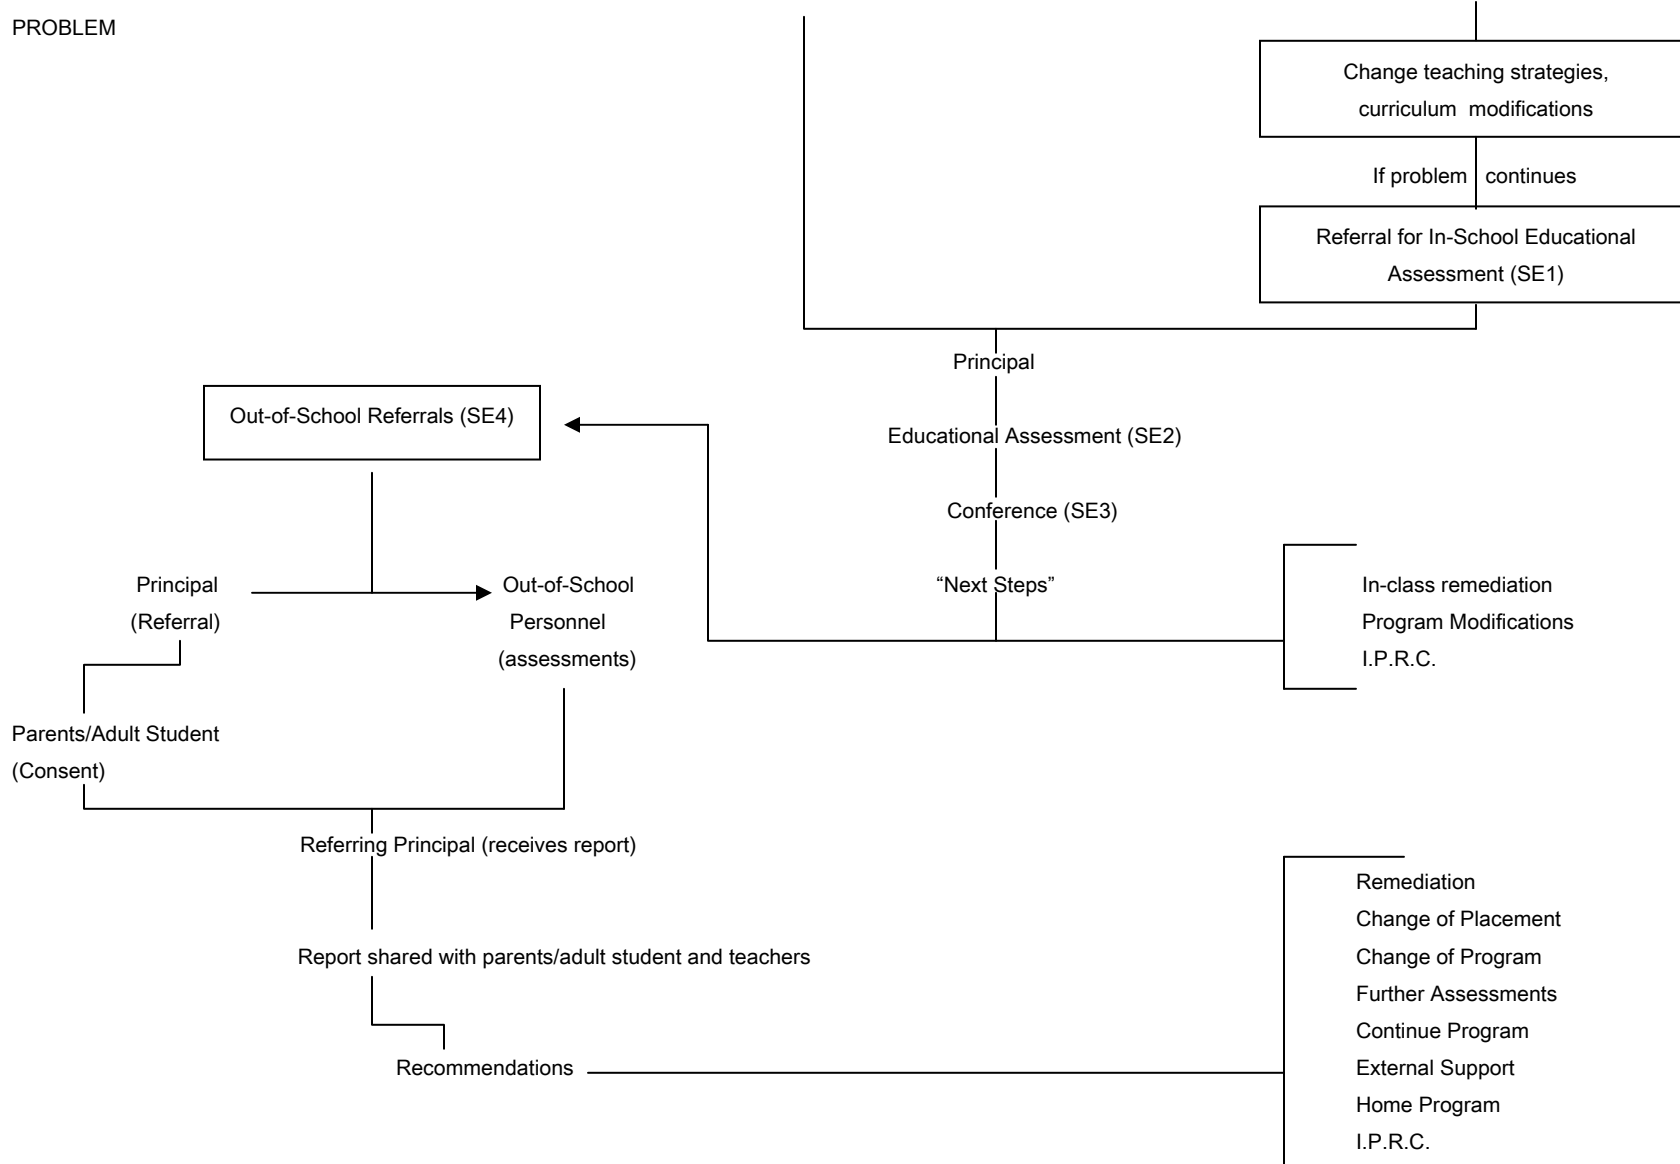 PROBLEM
Change teaching strategies,
curriculum modifications
If problem continues
Referral for In-School Educational
Assessment (SE1)
Principal
Out-of-School Referrals (SE4)
Educational Assessment (SE2)
Conference (SE3)
Principal
(Referral)
Out-of-School
Personnel
(assessments)
“Next Steps”
In-class remediation
Program Modifications
I.P.R.C.
Parents/Adult Student
(Consent)
Referring Principal (receives report)
Report shared with parents/adult student and teachers
Recommendations
Remediation
Change of Placement
Change of Program
Further Assessments
Continue Program
External Support
Home Program
I.P.R.C.